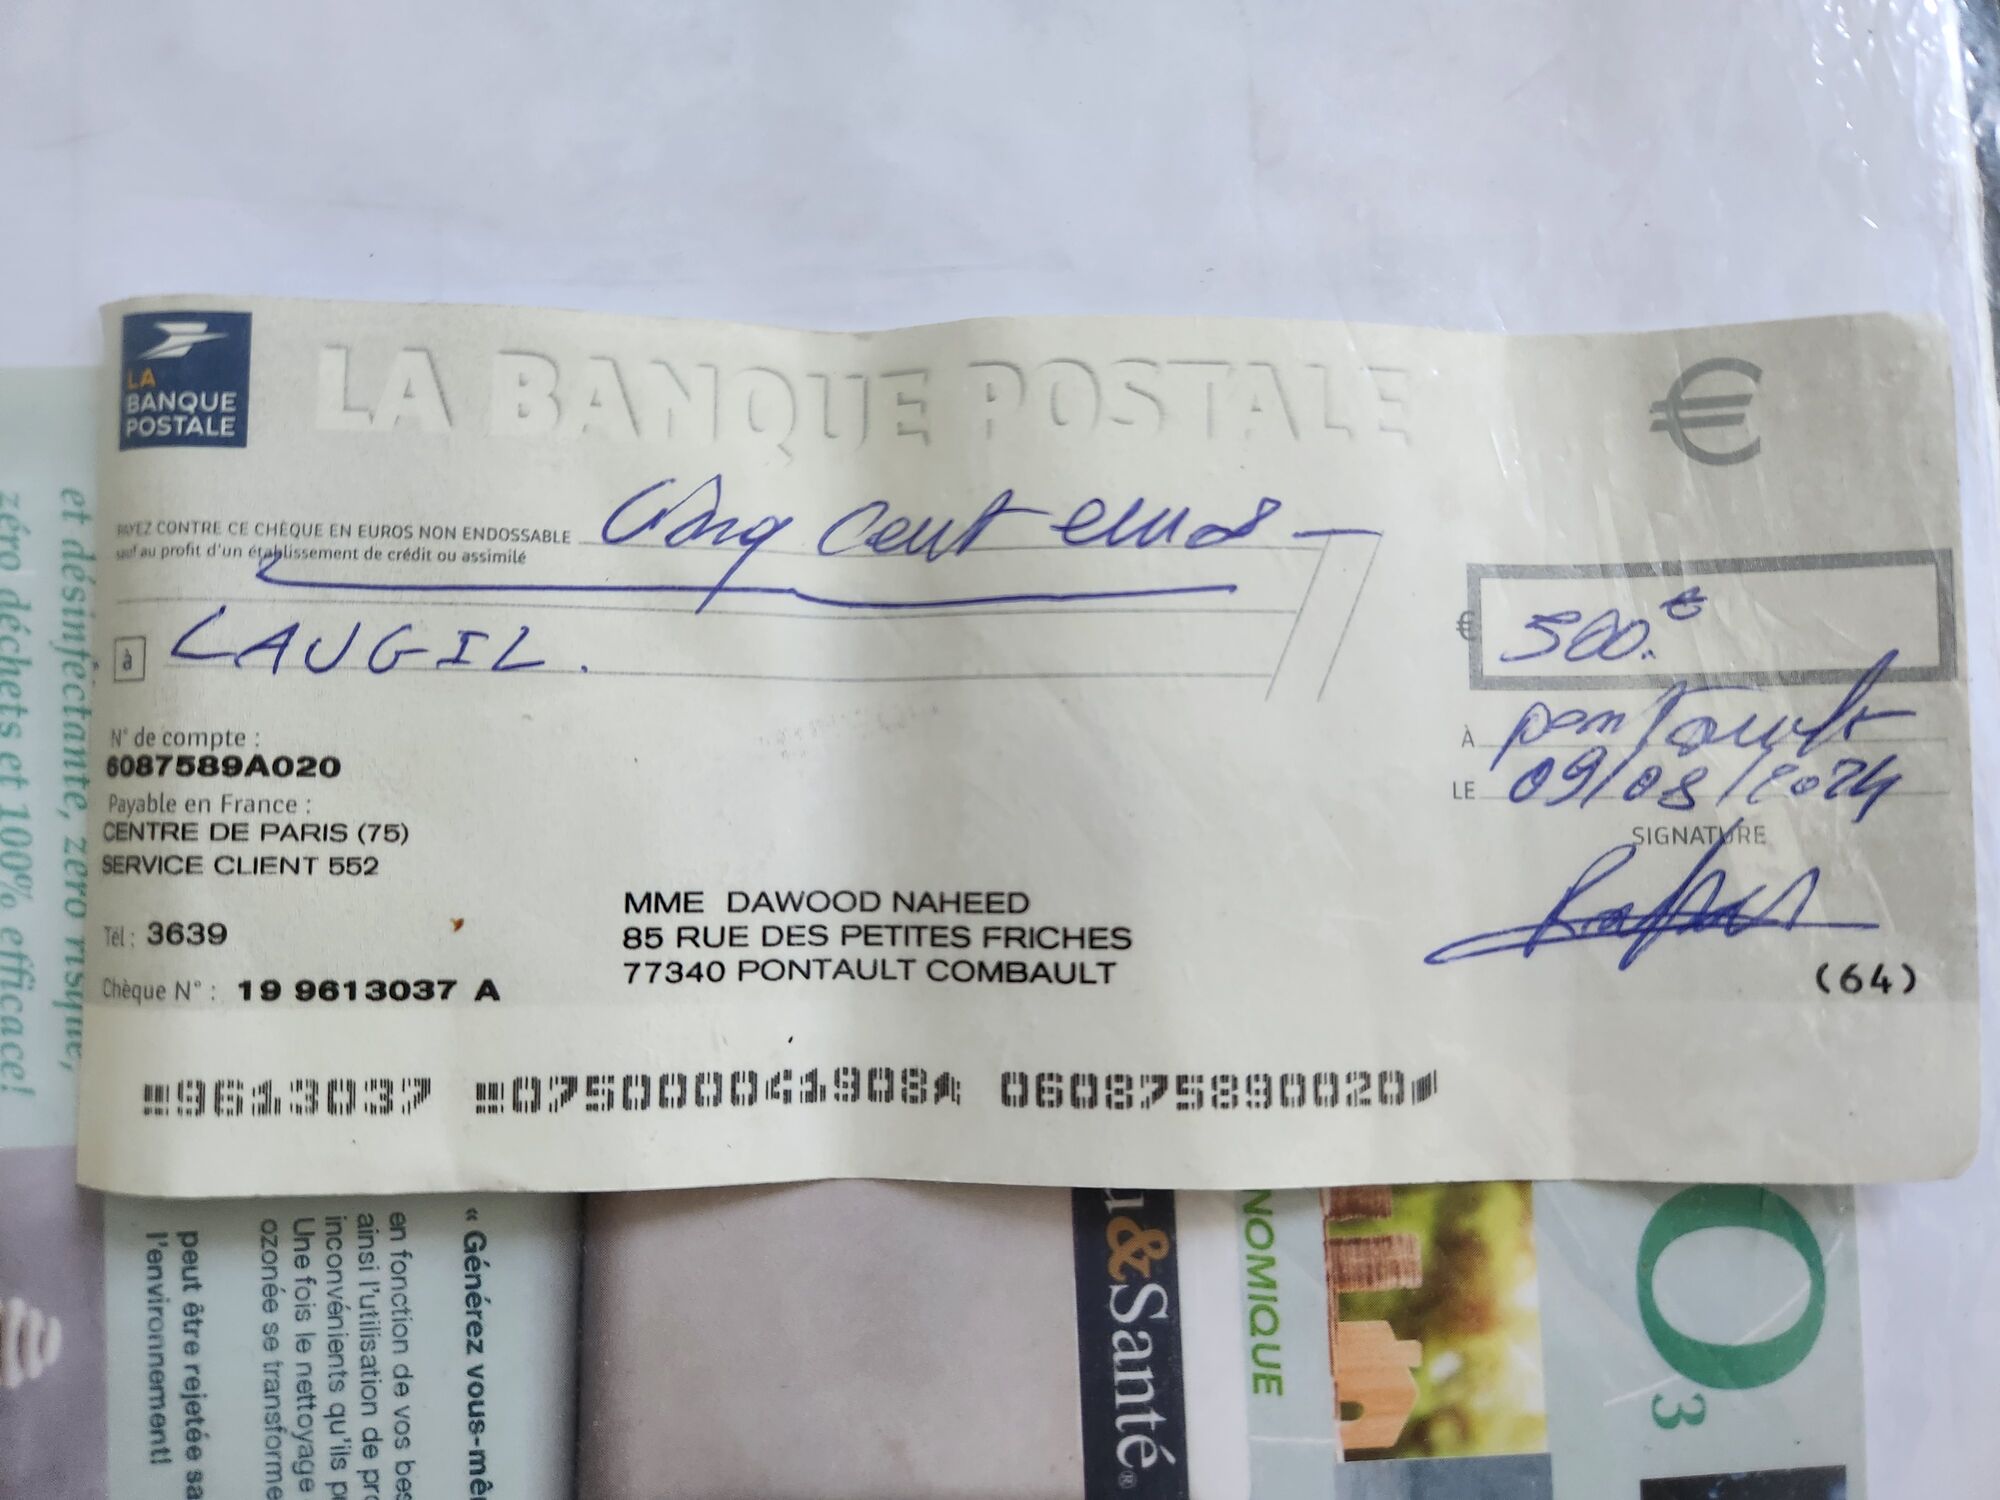 LA
BANQUE
POSTALE
LA BANQUE POSTALE
€
PAYEZ CONTRE CE CHÈQUE EN EUROS NON ENDOSSABLE
sauf au profit d'un établissement de crédit ou assimilé
Cinq cent euros
à LAUGIL.
€ 500.€
À pontault
LE 09/08/2024
SIGNATURE
N° de compte :
6087589A020
Payable en France :
CENTRE DE PARIS (75)
SERVICE CLIENT 552
Tél : 3639
Chèque N° : 19 9613037 A
MME DAWOOD NAHEED
85 RUE DES PETITES FRICHES
77340 PONTAULT COMBAULT
(64)
9613037 075000041908 060875890020
et désinfectante, zéro risque,
zéro déchets et 100% efficace!
« Générez vous-mê
en fonction de vos bes
ainsi l'utilisation de pro
inconvénients qu'ils p
Une fois le nettoyage
ozonée se transforme
peut être rejetée sa
l'environnement!
u&Santé®
NOMIQUE
O3